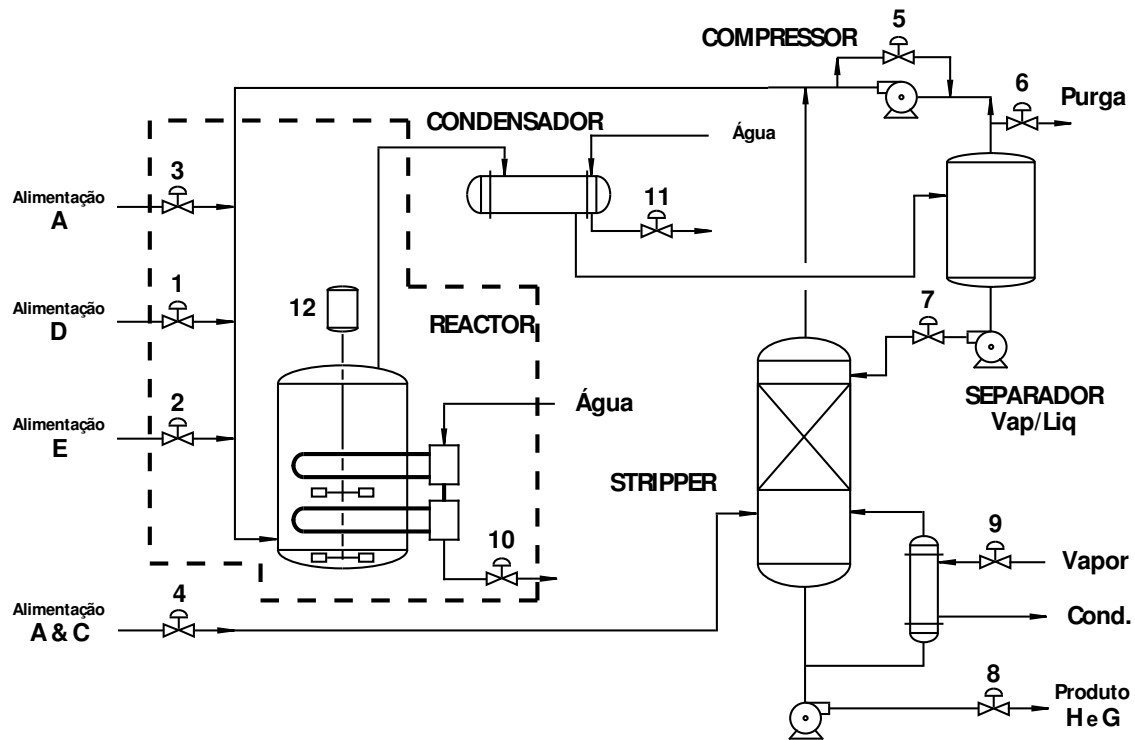 5
COMPRESSOR
6
Purga
CONDENSADOR
Água
3
Alimentação
A
11
1
Alimentação
D
12
REACTOR
7
SEPARADOR
Vap/Liq
2
Alimentação
E
Água
STRIPPER
10
9
Vapor
4
Alimentação
A & C
Cond.
8
Produto
H e G